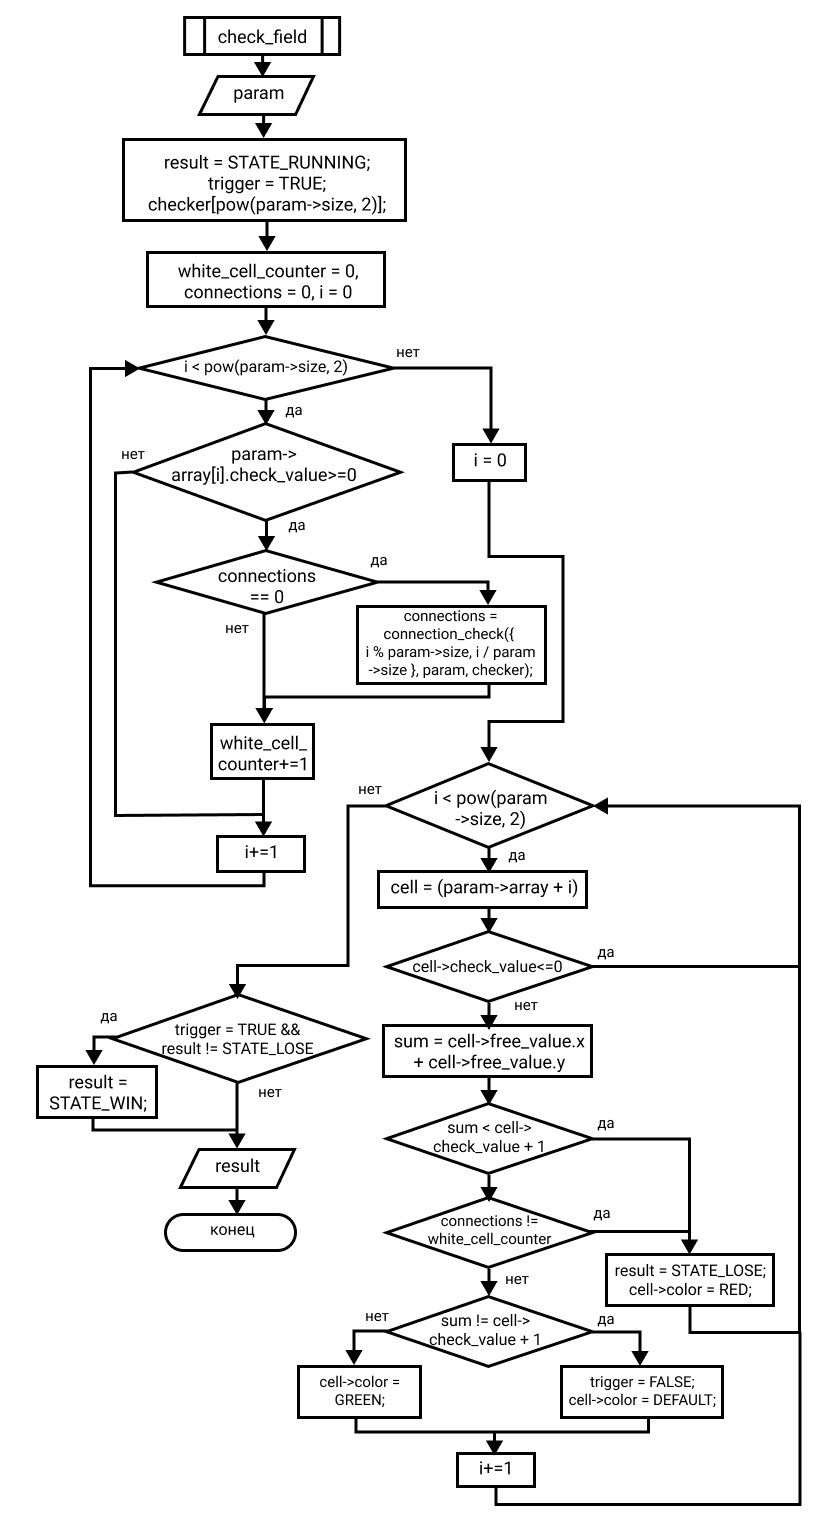 check_field
param
result = STATE_RUNNING;
trigger = TRUE;
checker[pow(param->size, 2)];
white_cell_counter = 0,
connections = 0, i = 0
i < pow(param->size, 2)
нет
да
i = 0
param->
array[i].check_value>=0
нет
да
connections
== 0
да
нет
connections =
connection_check({
i % param->size, i / param
->size }, param, checker);
white_cell_
counter+=1
i+=1
i < pow(param
->size, 2)
нет
да
cell = (param->array + i)
cell->check_value<=0
да
нет
trigger = TRUE &&
result != STATE_LOSE
да
нет
result =
STATE_WIN;
result
конец
sum = cell->free_value.x
+ cell->free_value.y
sum < cell->
check_value + 1
да
connections !=
white_cell_counter
да
нет
result = STATE_LOSE;
cell->color = RED;
sum != cell->
check_value + 1
нет
да
cell->color =
GREEN;
trigger = FALSE;
cell->color = DEFAULT;
i+=1